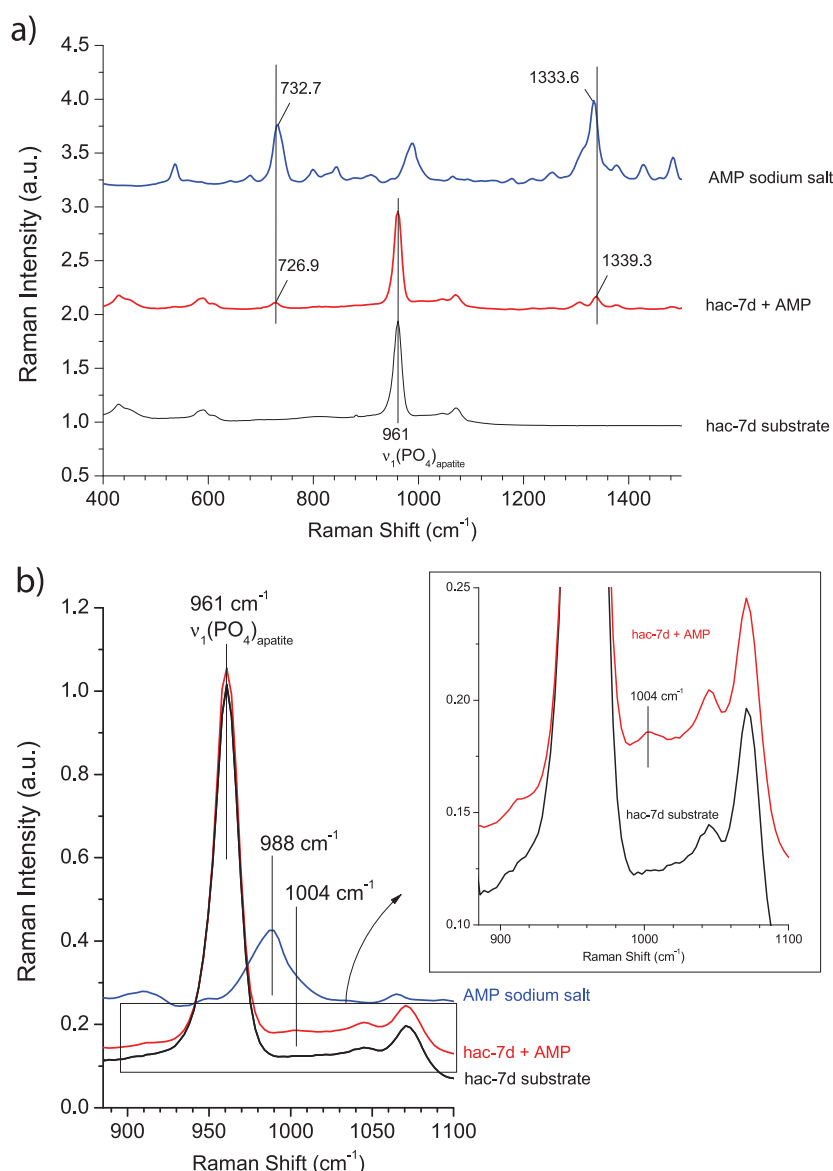 a)
4.5
4.0
3.5
3.0
2.5
2.0
1.5
1.0
0.5
Raman Intensity (a.u.)
732.7
1333.6
AMP sodium salt
726.9
1339.3
hac-7d + AMP
hac-7d substrate
961
ν1(PO4)apatite
400
600
800
1000
1200
1400
Raman Shift (cm-1)
b)
1.2
1.0
0.8
0.6
0.4
0.2
0.0
Raman Intensity (a.u.)
961 cm-1
ν1(PO4)apatite
988 cm-1
1004 cm-1
AMP sodium salt
hac-7d + AMP
hac-7d substrate
900
950
1000
1050
1100
Raman Shift (cm-1)
0.25
0.20
0.15
0.10
hac-7d + AMP
1004 cm-1
hac-7d substrate
900
1000
1100
Raman Shift (cm-1)